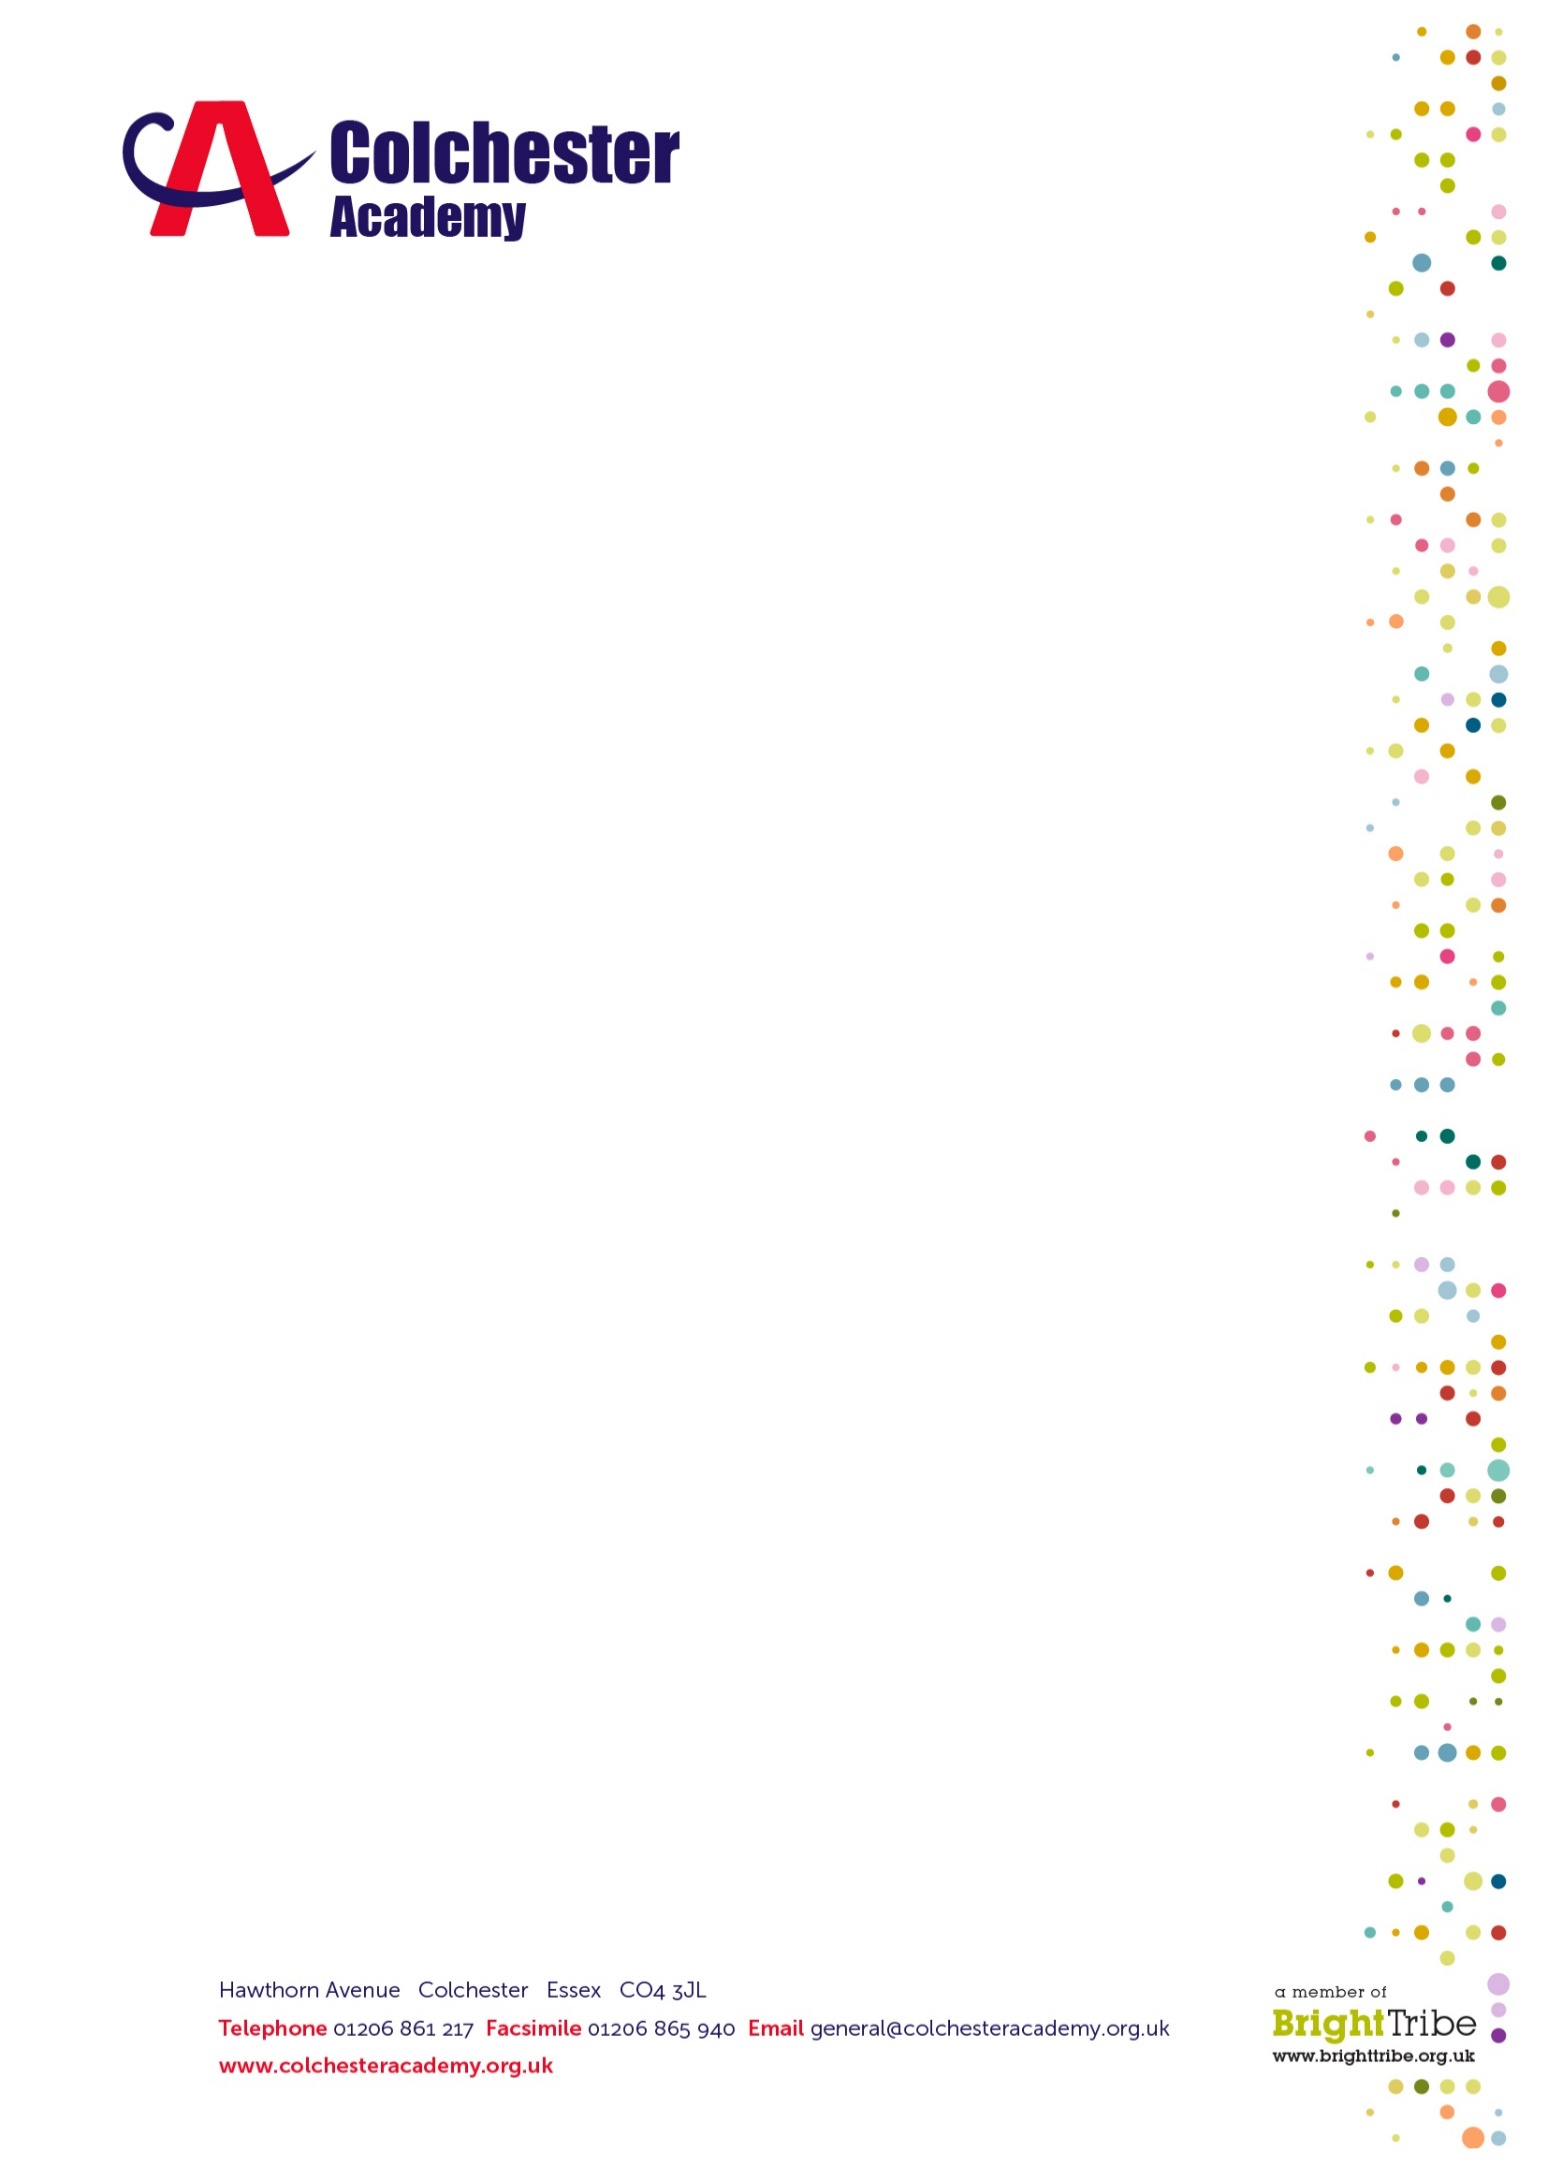 Colchester
Academy
Hawthorn Avenue Colchester Essex CO4 3JL
Telephone 01206 861 217 Facsimile 01206 865 940 Email general@colchesteracademy.org.uk
www.colchesteracademy.org.uk
a member of
BrightTribe
www.brighttribe.org.uk